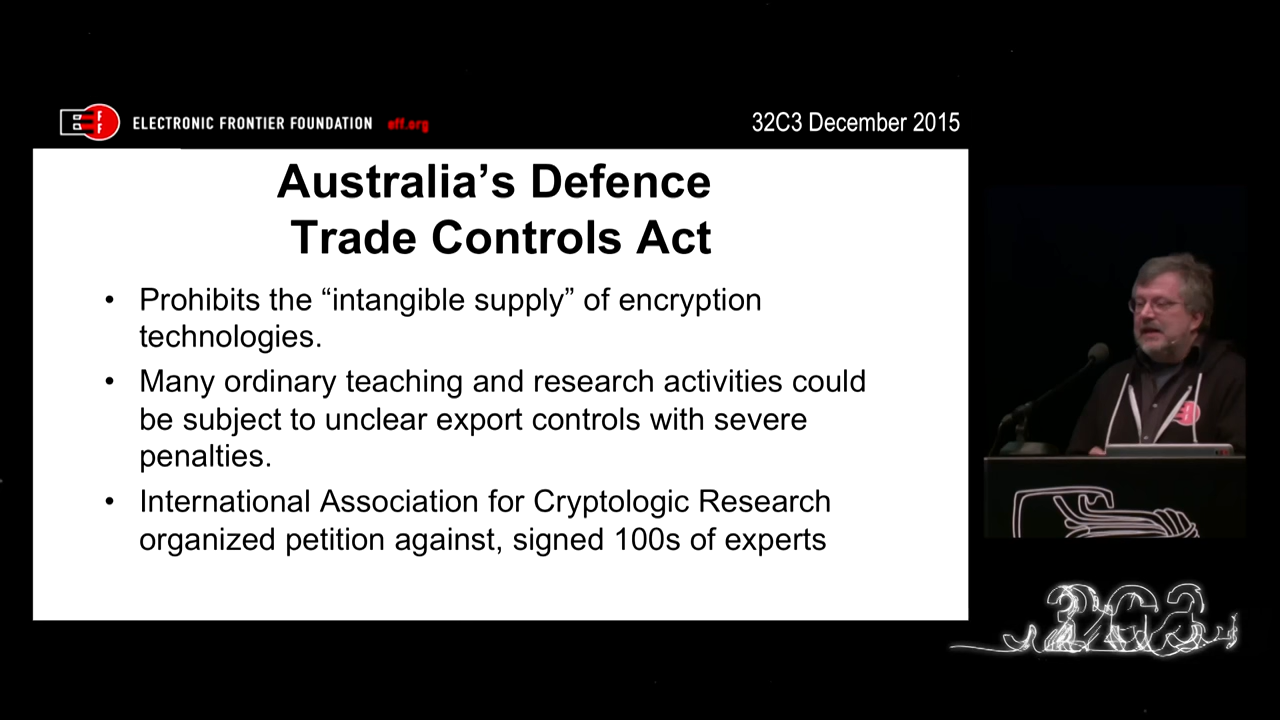 EFF
ELECTRONIC FRONTIER FOUNDATION eff.org
32C3 December 2015
Australia’s Defence
Trade Controls Act
• Prohibits the “intangible supply” of encryption
technologies.
• Many ordinary teaching and research activities could
be subject to unclear export controls with severe
penalties.
• International Association for Cryptologic Research
organized petition against, signed 100s of experts
32C3